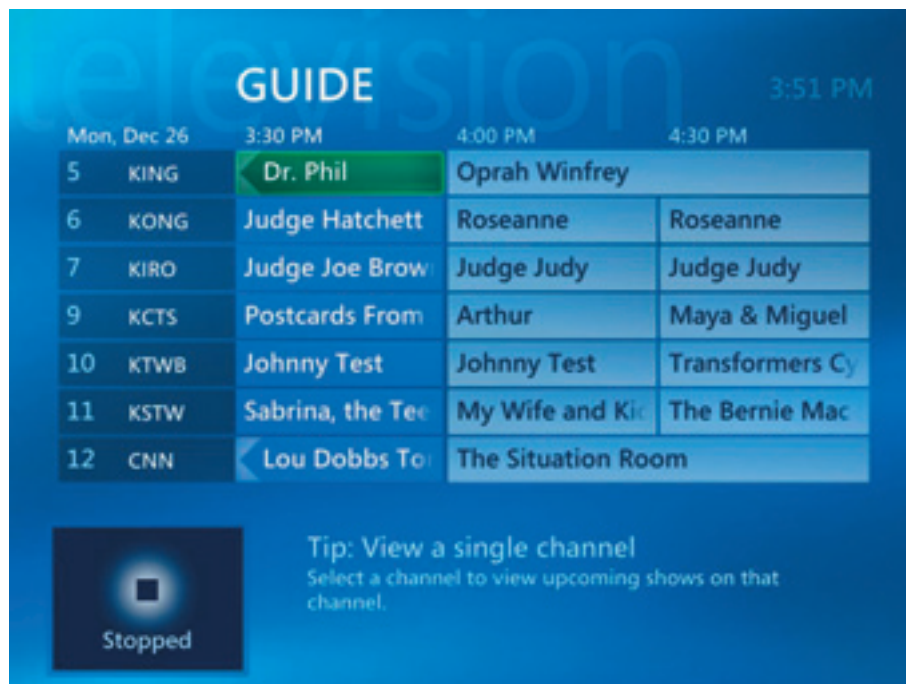 television
GUIDE
3:51 PM
Mon, Dec 26 3:30 PM 4:00 PM 4:30 PM
5 KING Dr. Phil Oprah Winfrey
6 KONG Judge Hatchett Roseanne Roseanne
7 KIRO Judge Joe Brow Judge Judy Judge Judy
9 KCTS Postcards From Arthur Maya & Miguel
10 KTWB Johnny Test Johnny Test Transformers Cy
11 KSTW Sabrina, the Tee My Wife and Kid The Bernie Mac
12 CNN Lou Dobbs To The Situation Room
Tip: View a single channel
Select a channel to view upcoming shows on that
channel.
Stopped